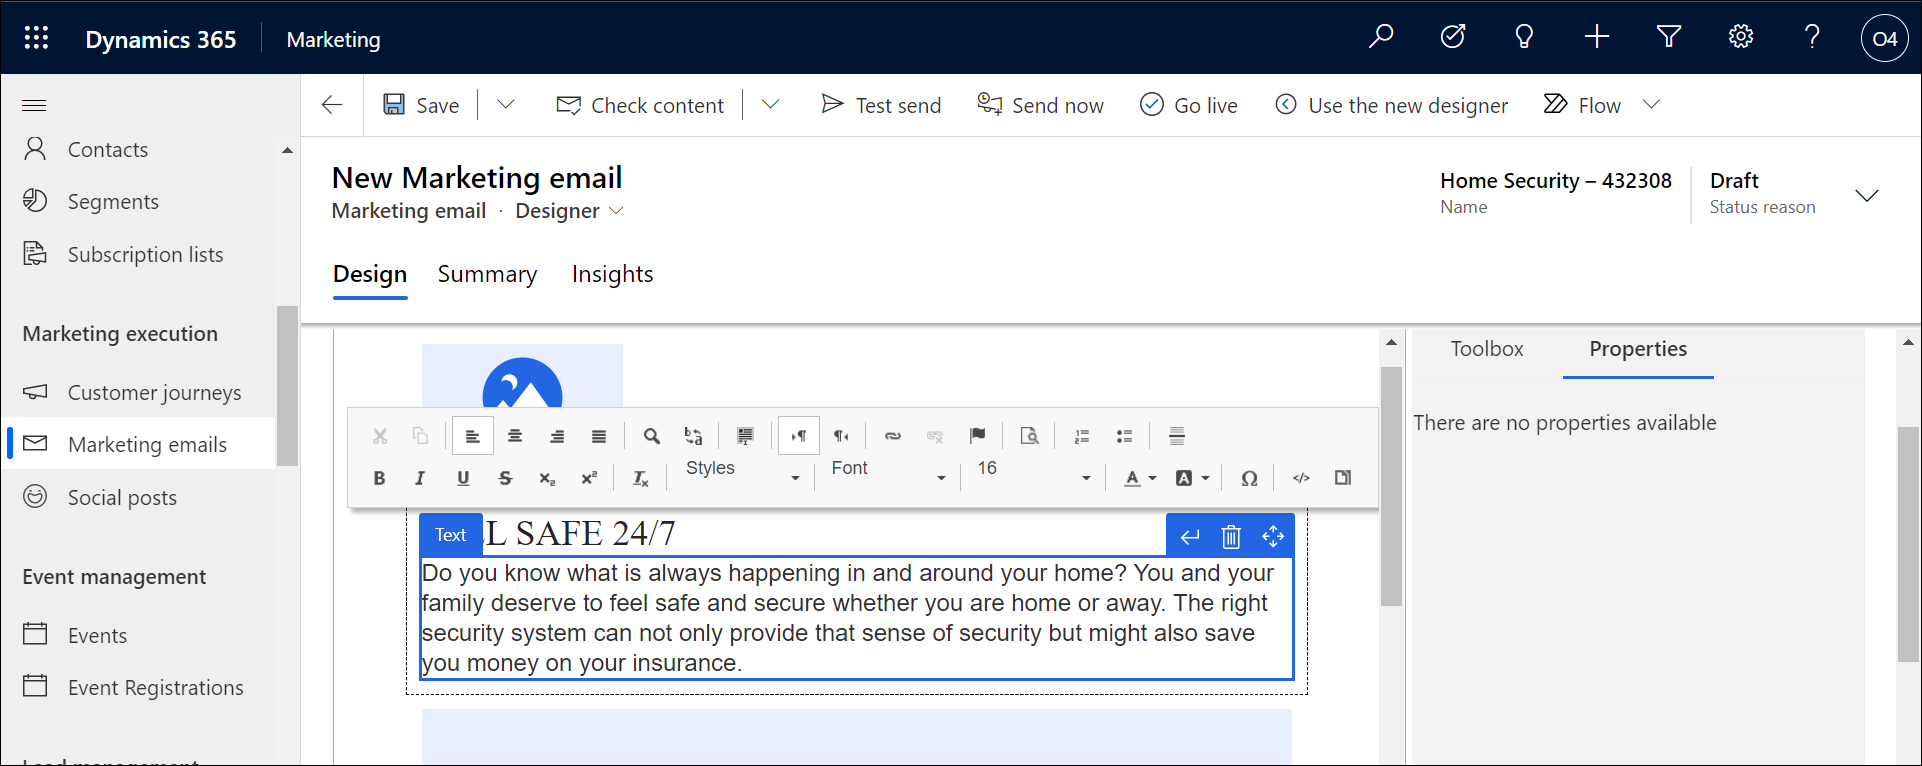 Dynamics 365 Marketing O4
Save Check content Test send Send now Go live Use the new designer Flow
Contacts
Segments
Subscription lists
Marketing execution
Customer journeys
Marketing emails
Social posts
Event management
Events
Event Registrations
New Marketing email
Marketing email · Designer
Home Security – 432308
Name
Draft
Status reason
Design Summary Insights
Toolbox Properties
There are no properties available
Styles Font 16
Text
L SAFE 24/7
Do you know what is always happening in and around your home? You and your
family deserve to feel safe and secure whether you are home or away. The right
security system can not only provide that sense of security but might also save
you money on your insurance.